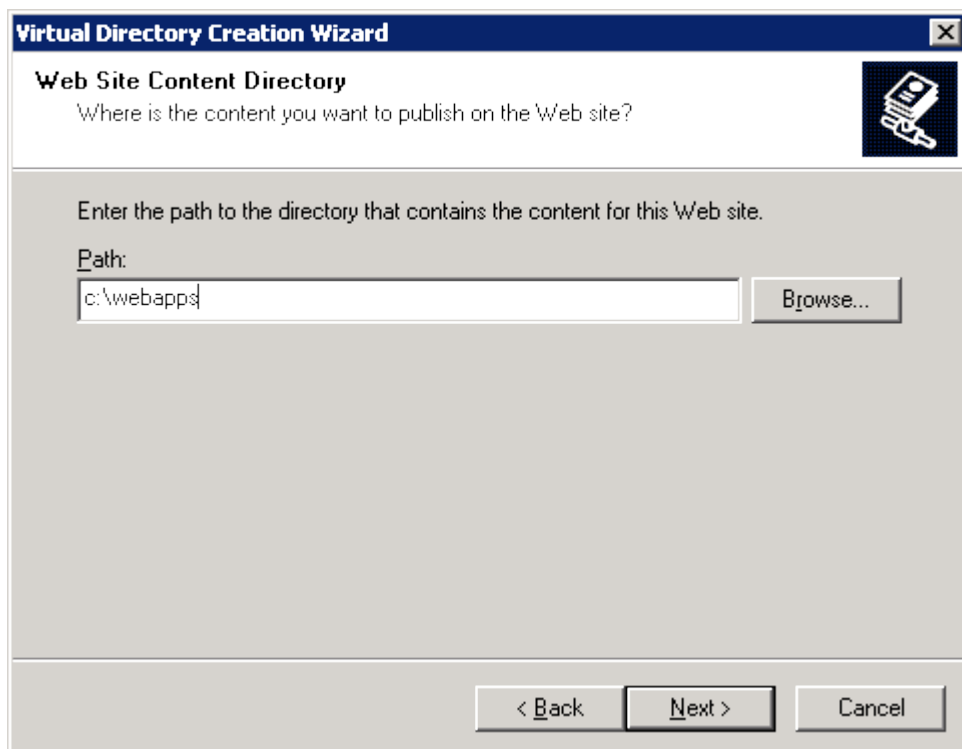 Virtual Directory Creation Wizard
Web Site Content Directory
Where is the content you want to publish on the Web site?
Enter the path to the directory that contains the content for this Web site.
Path:
c:\webapps
Browse...
< Back
Next >
Cancel